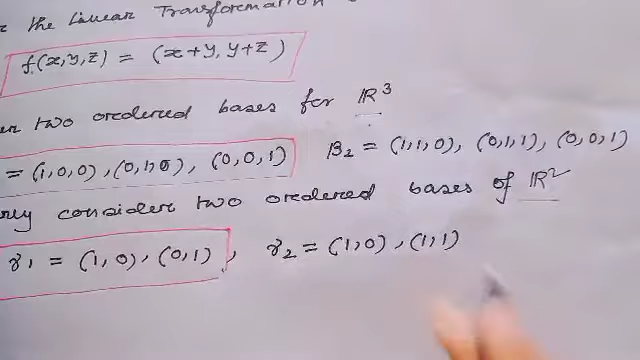 the Linear Transformation
f(x,y,z) = (x+y, y+z)
two ordered bases for ℝ³
= (1,0,0), (0,1,0), (0,0,1) β₂ = (1,1,0), (0,1,1), (0,0,1)
consider two ordered bases of ℝ²
γ₁ = (1,0), (0,1), γ₂ = (1,0), (1,1)